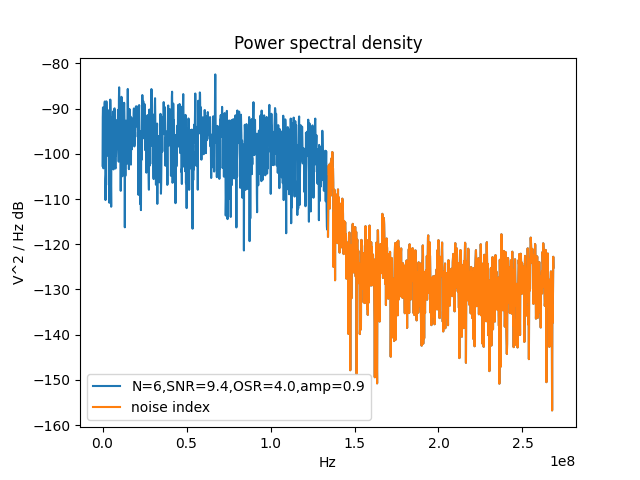 Power spectral density
V^2 / Hz dB
−80
−90
−100
−110
−120
−130
−140
−150
−160
N=6,SNR=9.4,OSR=4.0,amp=0.9
noise index
0.0 0.5 1.0 1.5 2.0 2.5
1e8
Hz